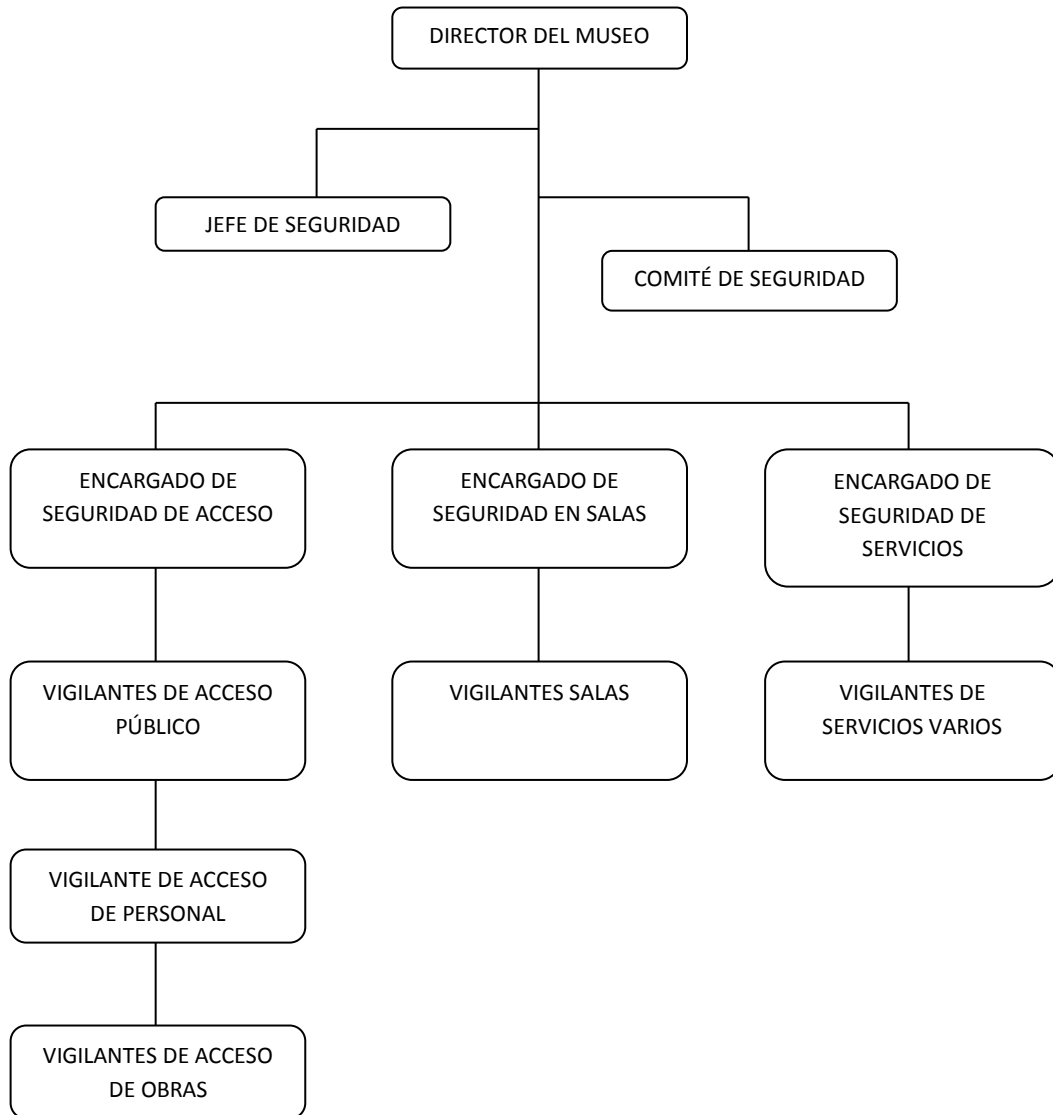 DIRECTOR DEL MUSEO
JEFE DE SEGURIDAD
COMITÉ DE SEGURIDAD
ENCARGADO DE
SEGURIDAD DE ACCESO
ENCARGADO DE
SEGURIDAD EN SALAS
ENCARGADO DE
SEGURIDAD DE
SERVICIOS
VIGILANTES DE ACCESO
PÚBLICO
VIGILANTES SALAS
VIGILANTES DE
SERVICIOS VARIOS
VIGILANTE DE ACCESO
DE PERSONAL
VIGILANTES DE ACCESO
DE OBRAS